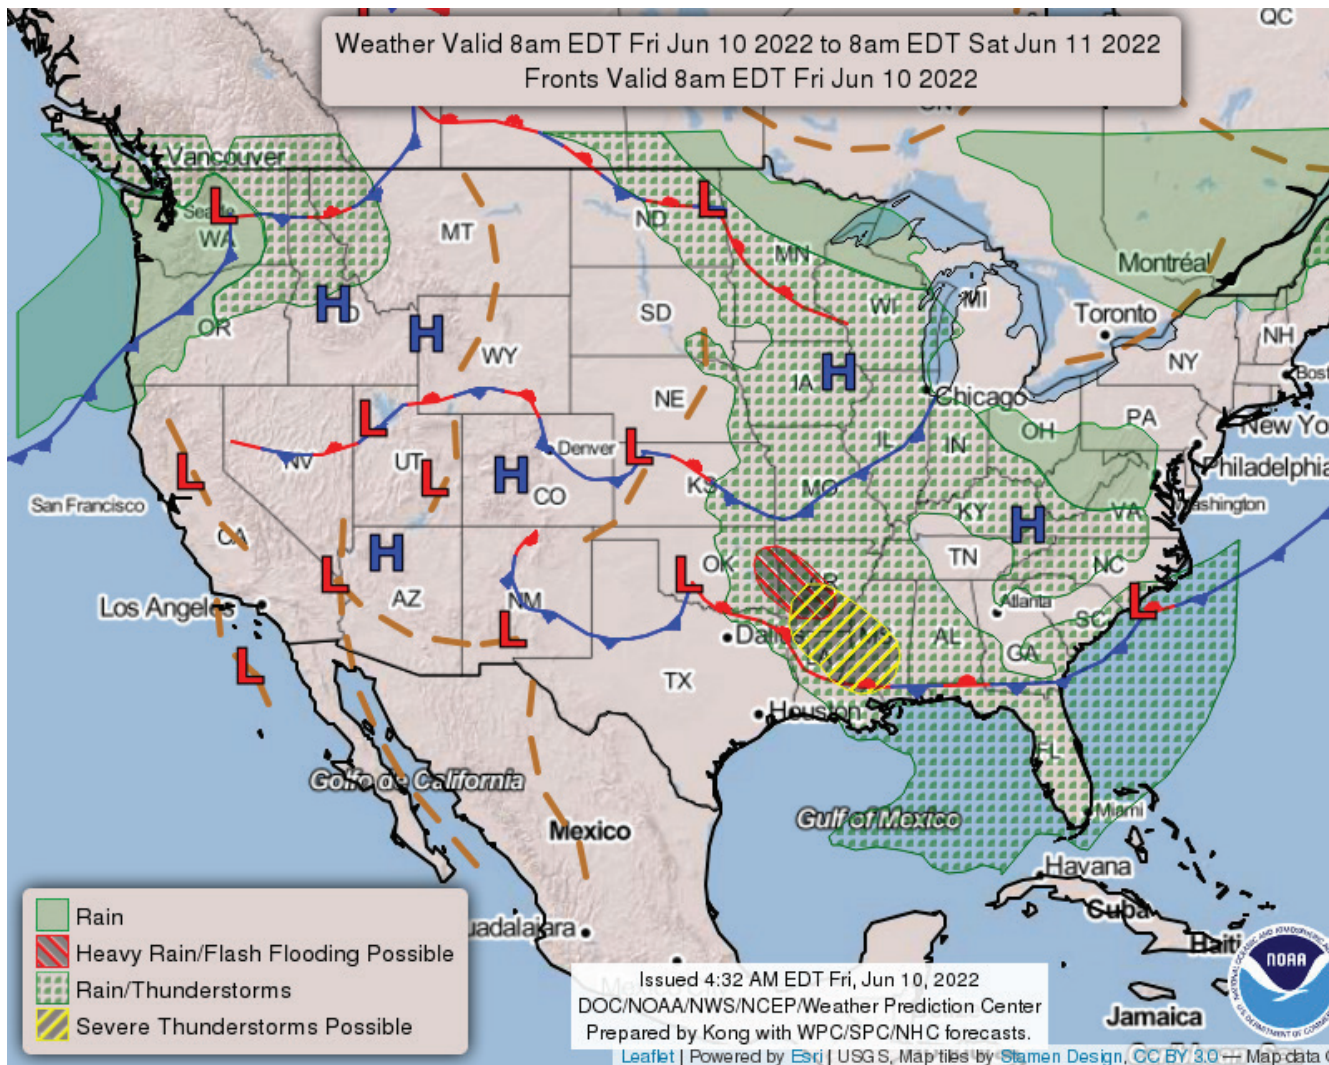 QC
Weather Valid 8am EDT Fri Jun 10 2022 to 8am EDT Sat Jun 11 2022
Fronts Valid 8am EDT Fri Jun 10 2022
Vancouver
L
Seattle
WA
MT
ND
L
MN
Montréal
H
OR
H
WY
SD
WI
MI
Toronto
NH
NY
IA
H
NE
Chicago
PA
OH
New Yo
L
NV
UT
L
Denver
L
H
CO
KS
MO
IL
IN
Philadelphia
L
San Francisco
CA
KY
H
VA
Washington
H
TN
NC
OK
L
AZ
NM
L
L
Los Angeles
Atlanta
SC
L
AL
GA
MS
L
L
TX
Houston
FL
Golfo de California
Mexico
Gulf of Mexico
Miami
Havana
Cuba
Haiti
Jamaica
Rain
Heavy Rain/Flash Flooding Possible
Rain/Thunderstorms
Severe Thunderstorms Possible
uadalajara
Issued 4:32 AM EDT Fri, Jun 10, 2022
DOC/NOAA/NWS/NCEP/Weather Prediction Center
Prepared by Kong with WPC/SPC/NHC forecasts.
NOAA
Leaflet | Powered by Esri | USGS, Map tiles by Stamen Design, CC BY 3.0 — Map data